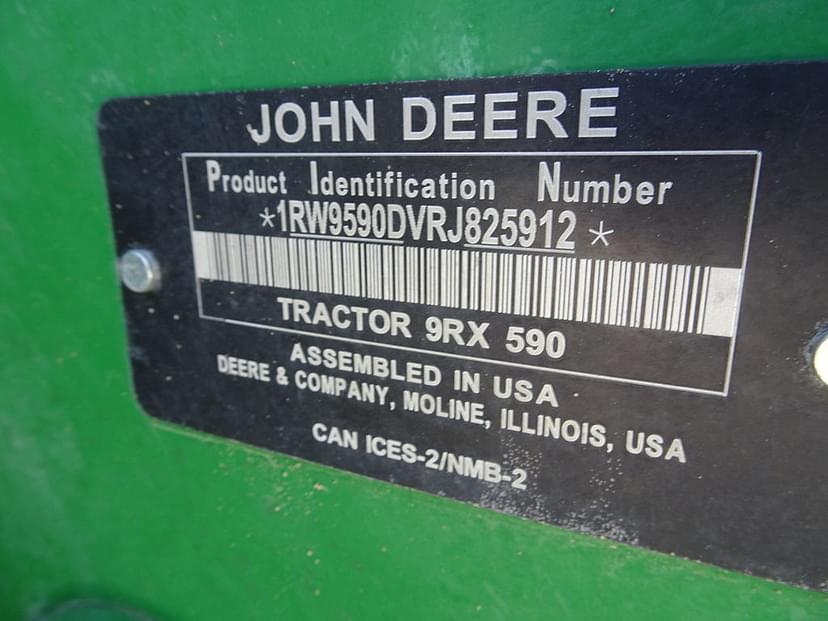 JOHN DEERE
Product Identification Number
*1RW9590DVRJ825912*
TRACTOR 9RX 590
ASSEMBLED IN USA
DEERE & COMPANY, MOLINE, ILLINOIS, USA
CAN ICES-2/NMB-2